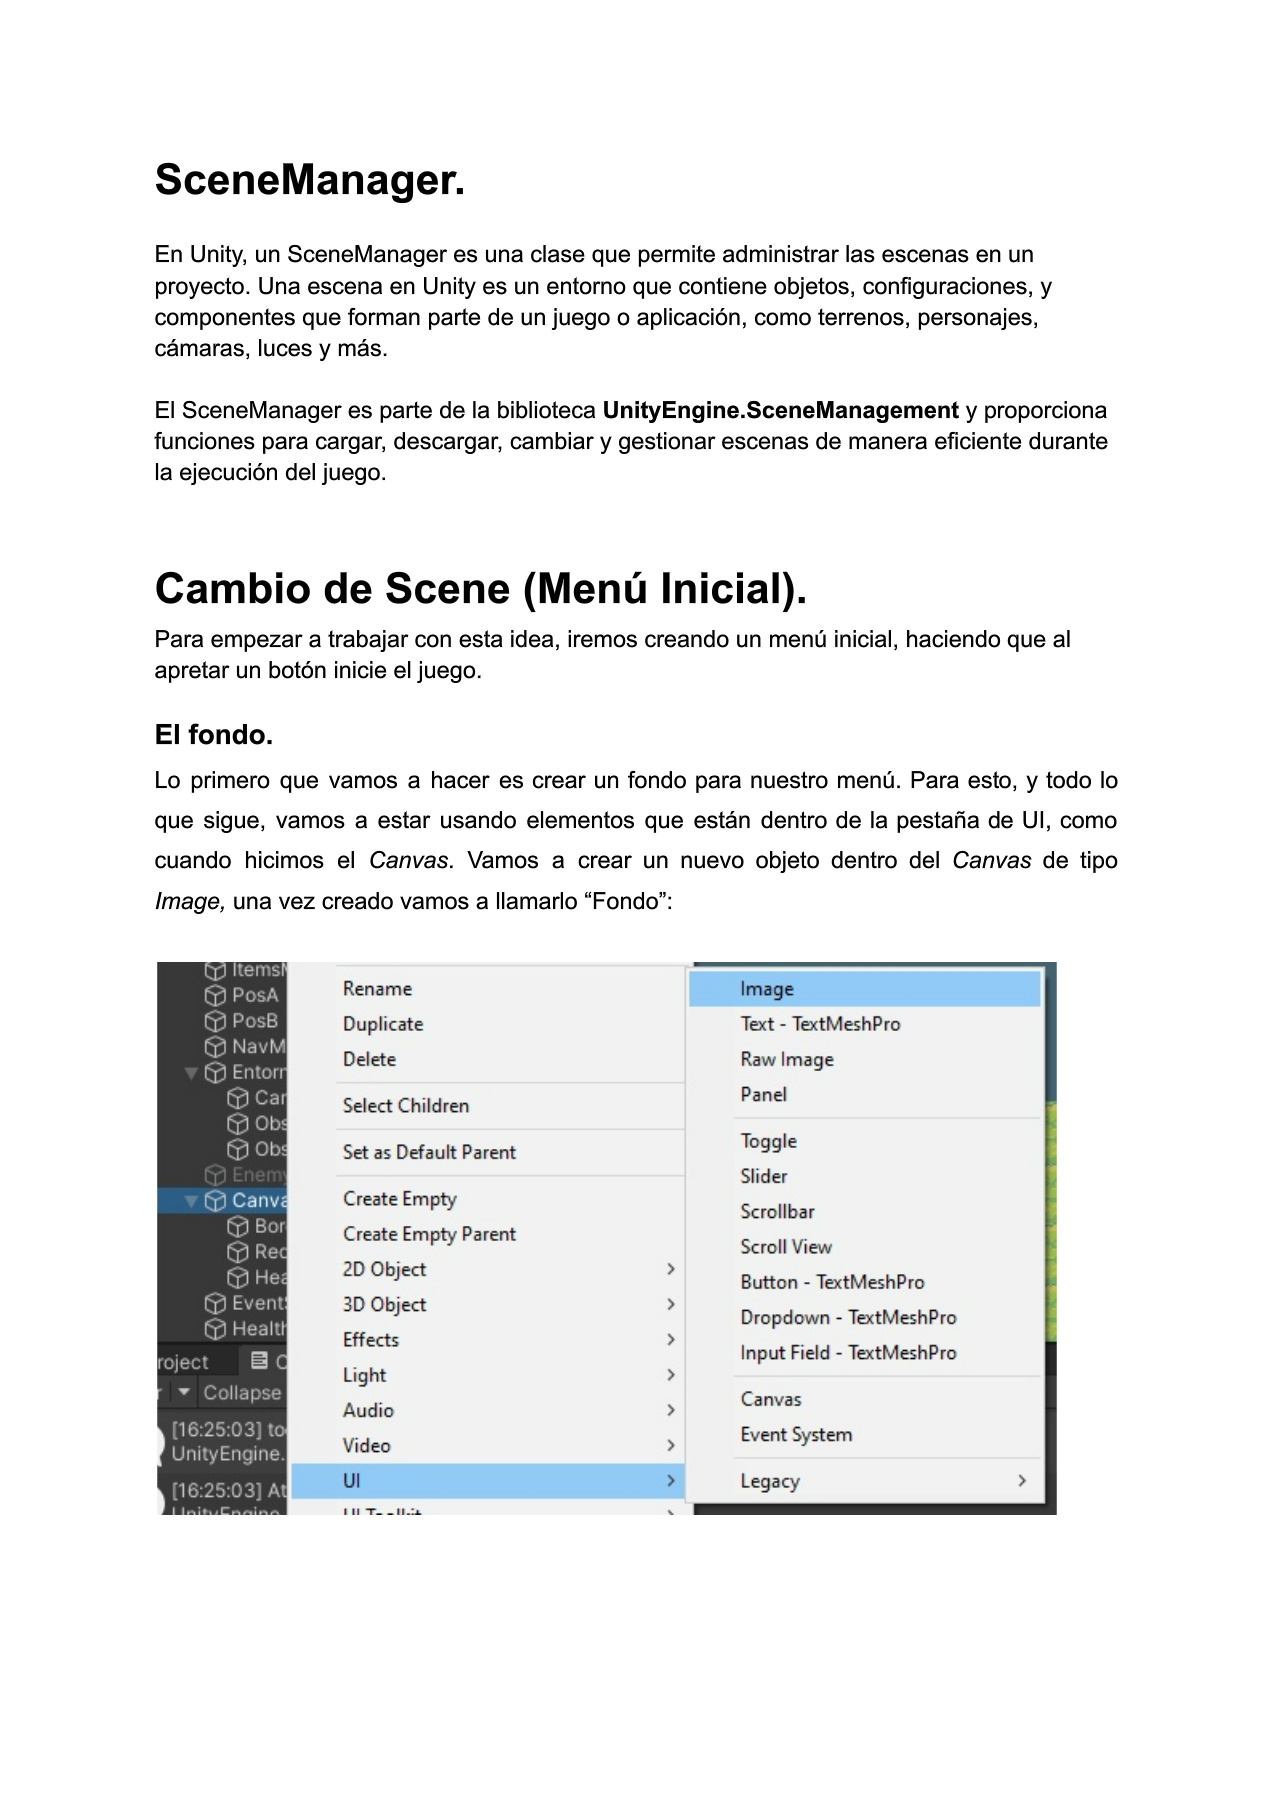 SceneManager.
En Unity, un SceneManager es una clase que permite administrar las escenas en un
proyecto. Una escena en Unity es un entorno que contiene objetos, configuraciones, y
componentes que forman parte de un juego o aplicación, como terrenos, personajes,
cámaras, luces y más.
El SceneManager es parte de la biblioteca UnityEngine.SceneManagement y proporciona
funciones para cargar, descargar, cambiar y gestionar escenas de manera eficiente durante
la ejecución del juego.
Cambio de Scene (Menú Inicial).
Para empezar a trabajar con esta idea, iremos creando un menú inicial, haciendo que al
apretar un botón inicie el juego.
El fondo.
Lo primero que vamos a hacer es crear un fondo para nuestro menú. Para esto, y todo lo
que sigue, vamos a estar usando elementos que están dentro de la pestaña de UI, como
cuando hicimos el Canvas. Vamos a crear un nuevo objeto dentro del Canvas de tipo
Image, una vez creado vamos a llamarlo “Fondo”:
Items
PosA
PosB
NavM
Entorn
Car
Obs
Obs
Enemy
Canva
Bor
Rec
Hea
Event
Health
roject
Collapse
[16:25:03] to
UnityEngine.
[16:25:03] At
UnityEngine
Rename
Duplicate
Delete
Select Children
Set as Default Parent
Create Empty
Create Empty Parent
2D Object
3D Object
Effects
Light
Audio
Video
UI
UI Toolkit
Image
Text - TextMeshPro
Raw Image
Panel
Toggle
Slider
Scrollbar
Scroll View
Button - TextMeshPro
Dropdown - TextMeshPro
Input Field - TextMeshPro
Canvas
Event System
Legacy